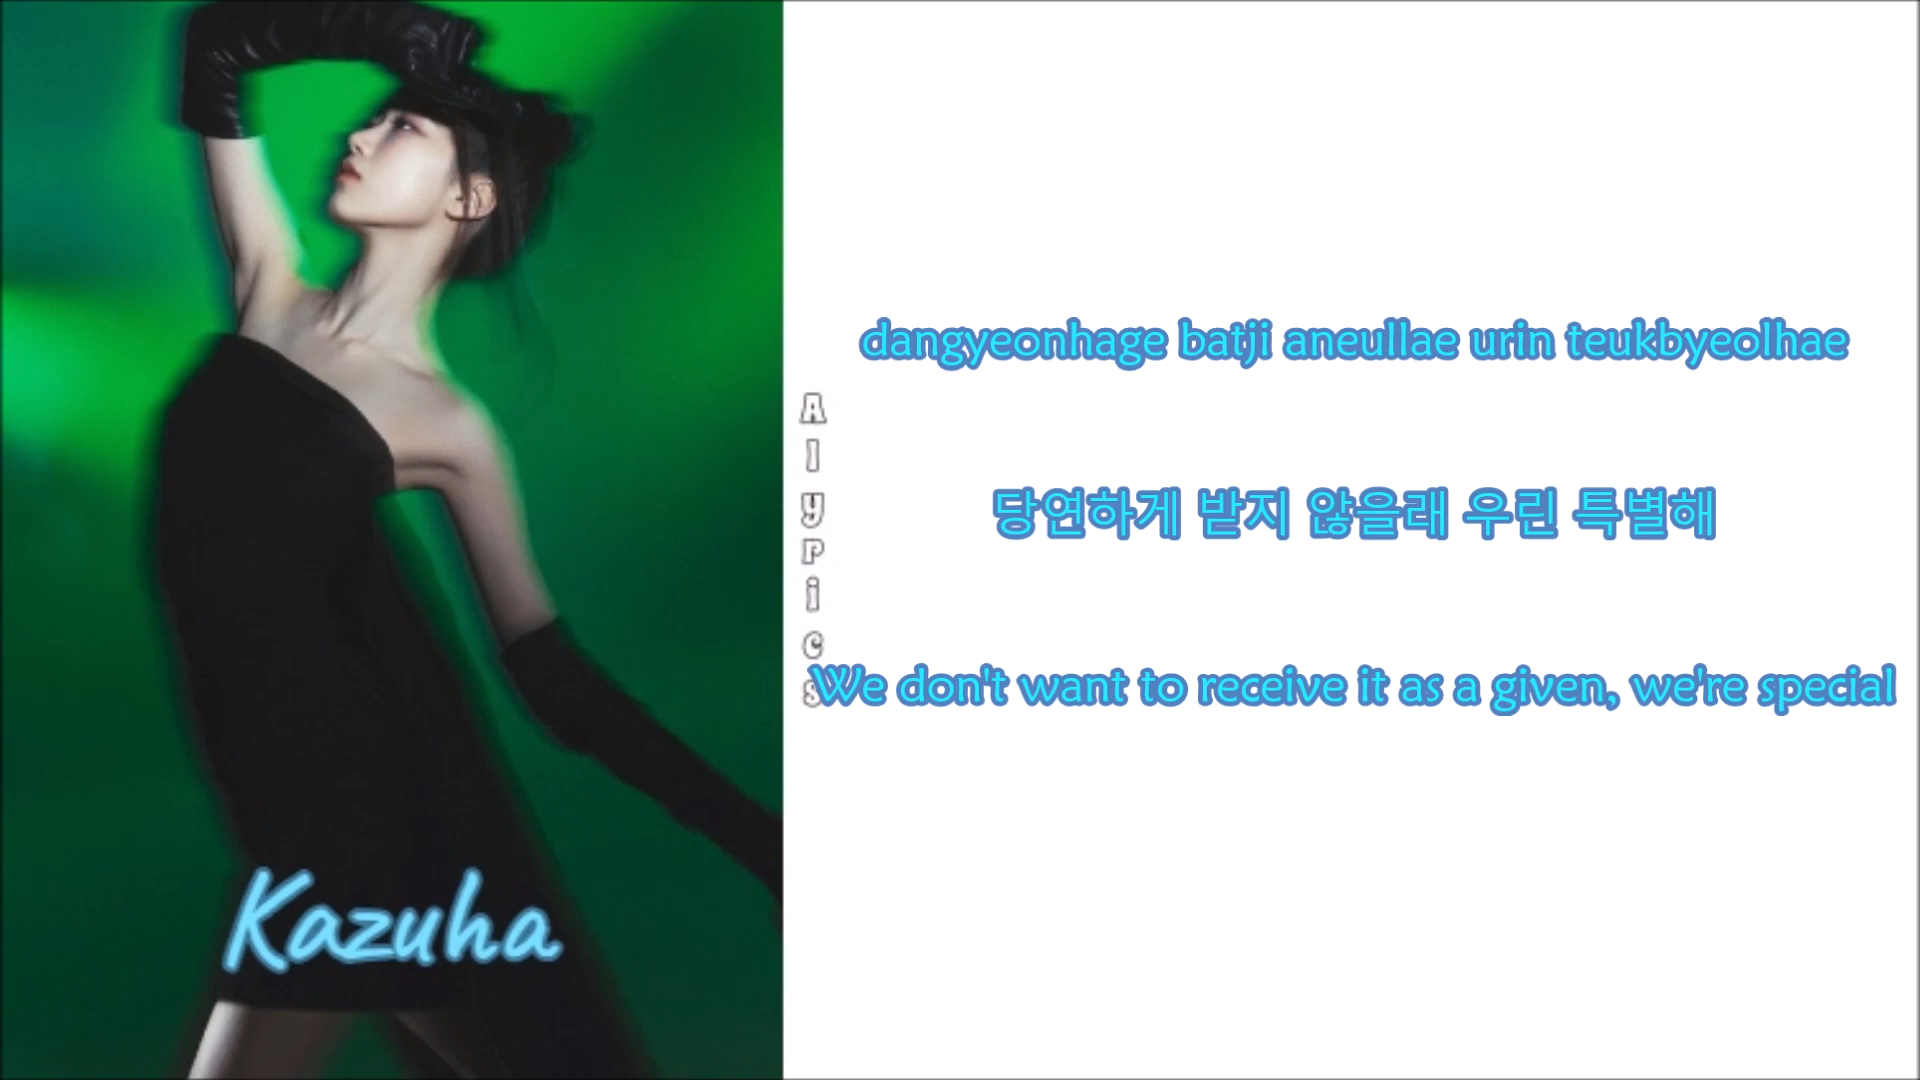 dangyeonhage batji aneullae urin teukbyeolhae
당연하게 받지 않을래 우린 특별해
We don't want to receive it as a given, we're special
Alyrics
Kazuha